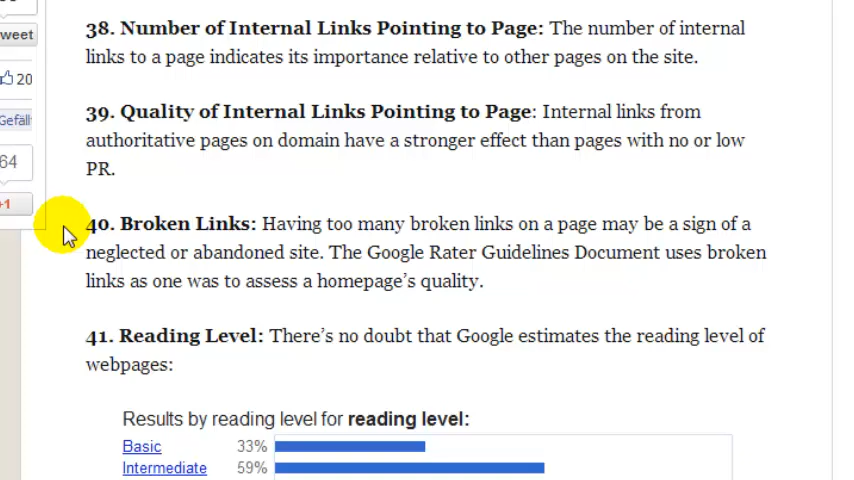 38. Number of Internal Links Pointing to Page: The number of internal
links to a page indicates its importance relative to other pages on the site.
weet
20
39. Quality of Internal Links Pointing to Page: Internal links from
Gefäll
authoritative pages on domain have a stronger effect than pages with no or low
64
PR.
+1
40. Broken Links: Having too many broken links on a page may be a sign of a
neglected or abandoned site. The Google Rater Guidelines Document uses broken
links as one was to assess a homepage's quality.
41. Reading Level: There's no doubt that Google estimates the reading level of
webpages:
Results by reading level for reading level:
Basic 33%
Intermediate 59%